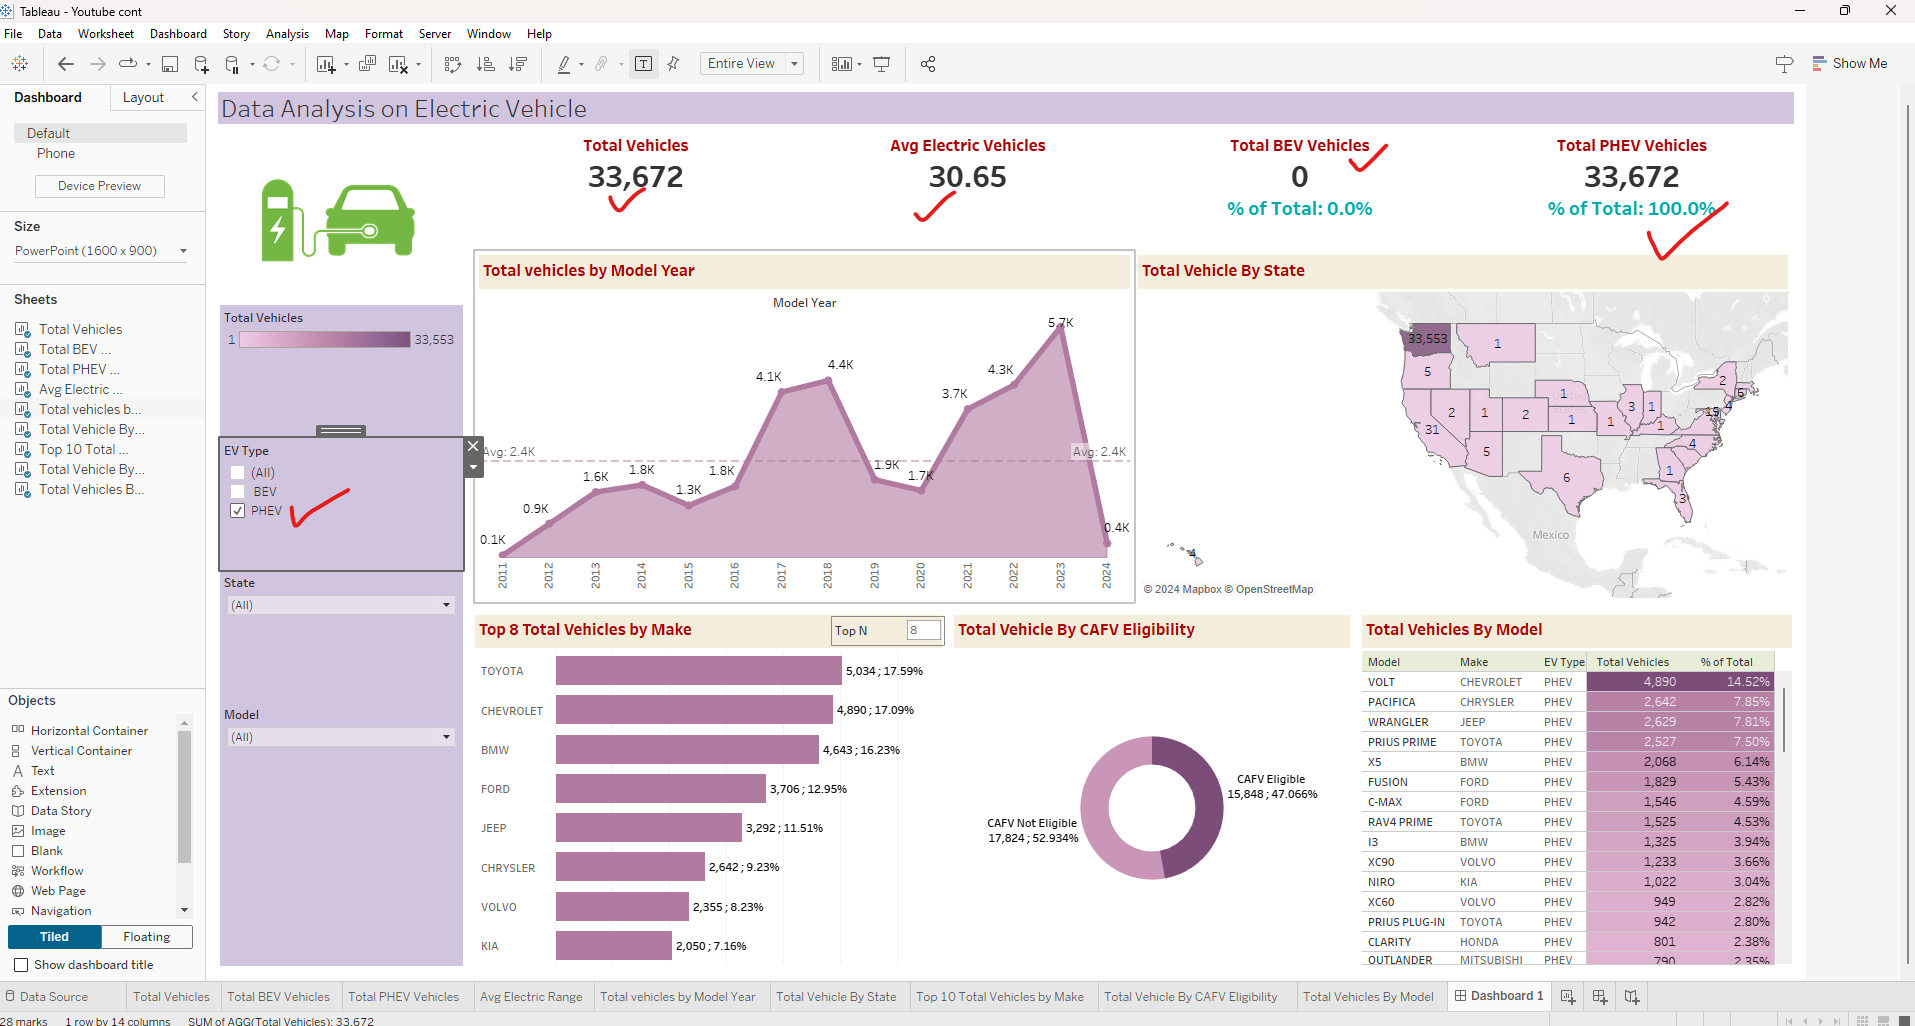 Tableau - Youtube cont
File Data Worksheet Dashboard Story Analysis Map Format Server Window Help
Entire View
Show Me
Dashboard Layout
Default
Phone
Device Preview
Size
PowerPoint (1600 x 900)
Sheets
Total Vehicles
Total BEV ...
Total PHEV ...
Avg Electric ...
Total vehicles b...
Total Vehicle By...
Top 10 Total ...
Total Vehicle By...
Total Vehicles B...
Objects
Horizontal Container
Vertical Container
Text
Extension
Data Story
Image
Blank
Workflow
Web Page
Navigation
Tiled Floating
Show dashboard title
Data Analysis on Electric Vehicle
Total Vehicles
33,672
Avg Electric Vehicles
30.65
Total BEV Vehicles
0
% of Total: 0.0%
Total PHEV Vehicles
33,672
% of Total: 100.0%
Total Vehicles
1 33,553
EV Type
(All)
BEV
PHEV
State
(All)
Model
(All)
Total vehicles by Model Year
Model Year
5.7K
4.4K
4.1K
4.3K
3.7K
Avg: 2.4K
Avg: 2.4K
1.9K
1.8K
1.8K
1.7K
1.6K
1.3K
0.9K
0.4K
0.1K
2011 2012 2013 2014 2015 2016 2017 2018 2019 2020 2021 2022 2023 2024
Total Vehicle By State
33,553
1
5
2
1 5
2 1 2 1 3 1 15 4
31 1 1 1
5 4
6 1
3
Mexico
4
© 2024 Mapbox © OpenStreetMap
Top 8 Total Vehicles by Make
Top N 8
TOYOTA 5,034 ; 17.59%
CHEVROLET 4,890 ; 17.09%
BMW 4,643 ; 16.23%
FORD 3,706 ; 12.95%
JEEP 3,292 ; 11.51%
CHRYSLER 2,642 ; 9.23%
VOLVO 2,355 ; 8.23%
KIA 2,050 ; 7.16%
Total Vehicle By CAFV Eligibility
CAFV Eligible
15,848 ; 47.066%
CAFV Not Eligible
17,824 ; 52.934%
Total Vehicles By Model
Model Make EV Type Total Vehicles % of Total
VOLT CHEVROLET PHEV 4,890 14.52%
PACIFICA CHRYSLER PHEV 2,642 7.85%
WRANGLER JEEP PHEV 2,629 7.81%
PRIUS PRIME TOYOTA PHEV 2,527 7.50%
X5 BMW PHEV 2,068 6.14%
FUSION FORD PHEV 1,829 5.43%
C-MAX FORD PHEV 1,546 4.59%
RAV4 PRIME TOYOTA PHEV 1,525 4.53%
I3 BMW PHEV 1,325 3.94%
XC90 VOLVO PHEV 1,233 3.66%
NIRO KIA PHEV 1,022 3.04%
XC60 VOLVO PHEV 949 2.82%
PRIUS PLUG-IN TOYOTA PHEV 942 2.80%
CLARITY HONDA PHEV 801 2.38%
OUTLANDER MITSUBISHI PHEV 790 2.35%
Data Source Total Vehicles Total BEV Vehicles Total PHEV Vehicles Avg Electric Range Total vehicles by Model Year Total Vehicle By State Top 10 Total Vehicles by Make Total Vehicle By CAFV Eligibility Total Vehicles By Model Dashboard 1
28 marks 1 row by 14 columns SUM of AGG(Total Vehicles): 33,672